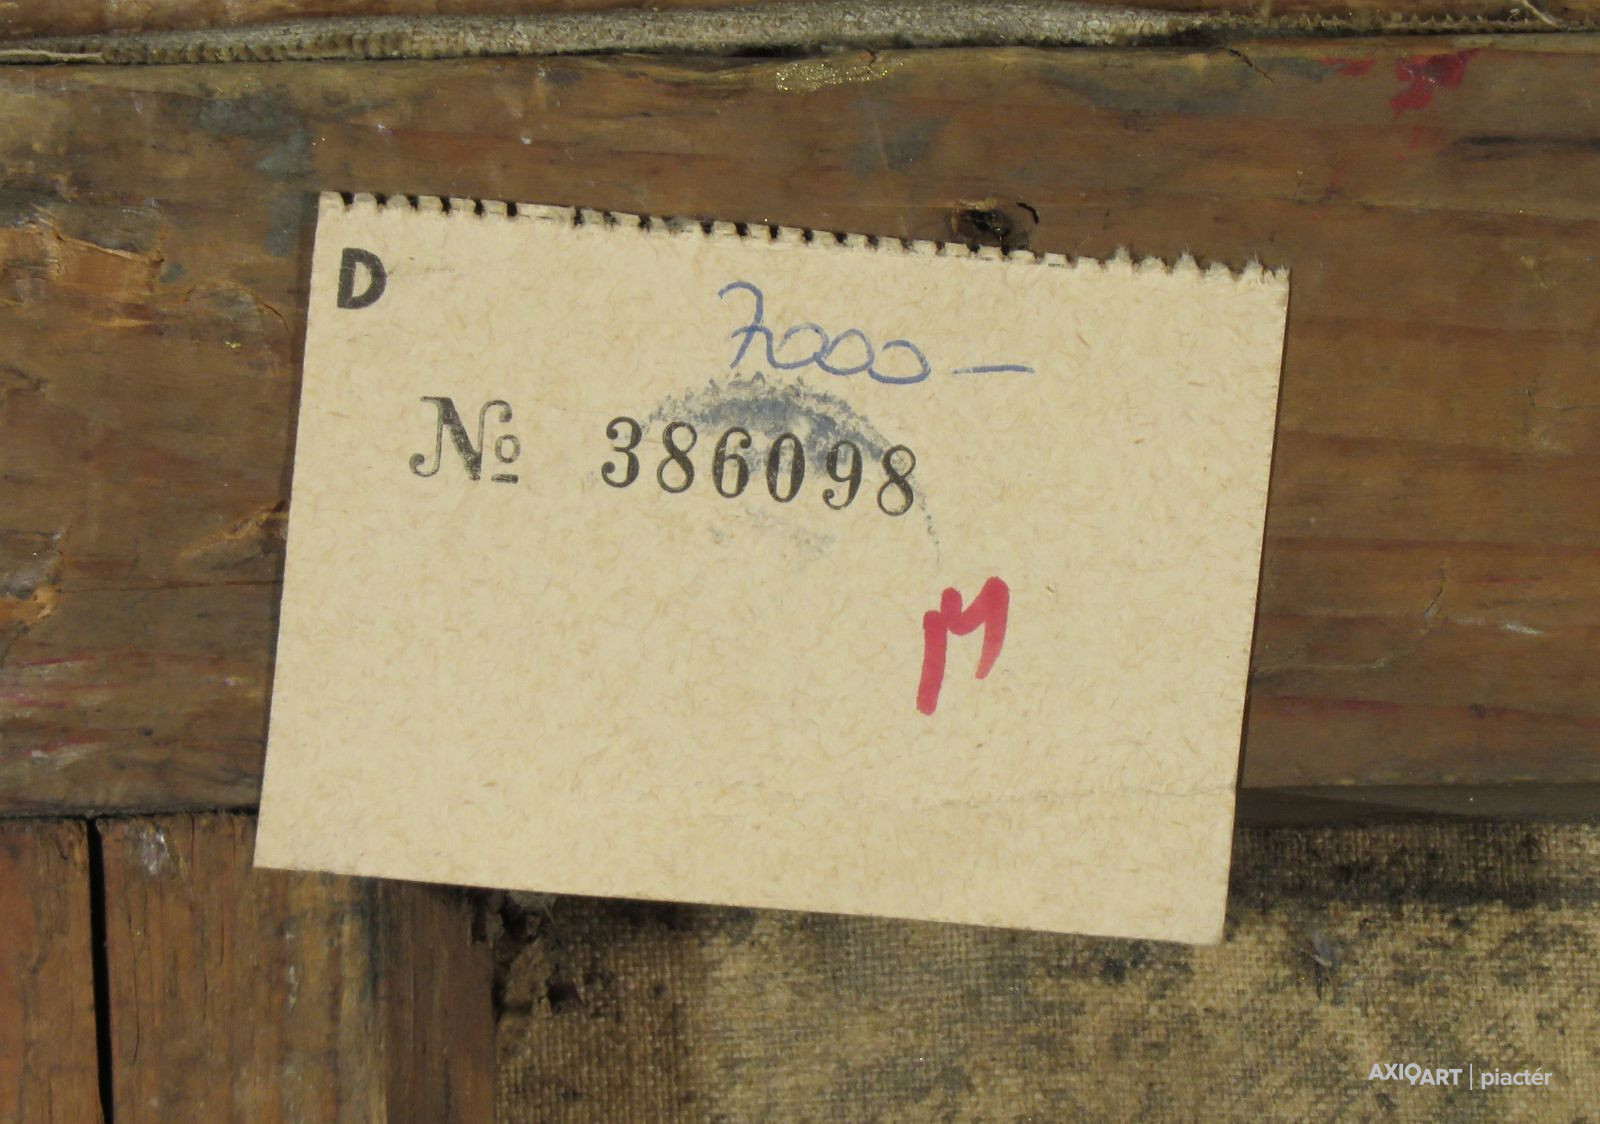 D
7000 —
№ 386098
M
AXIOART | piactér